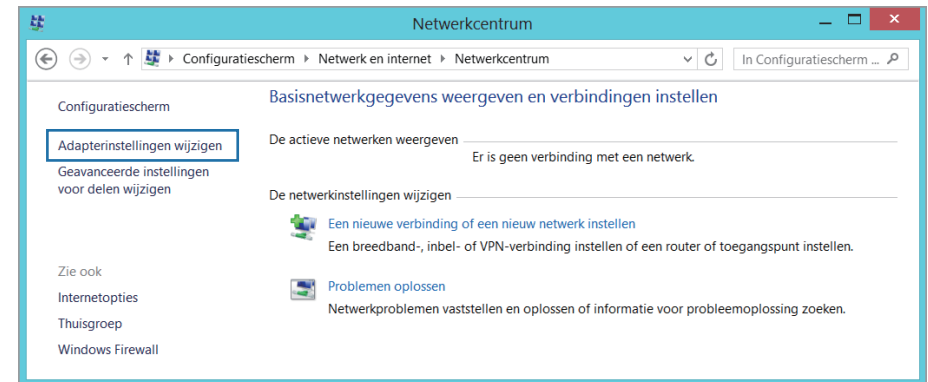 Netwerkcentrum
Configuratiescherm Netwerk en internet Netwerkcentrum
In Configuratiescherm ...
Configuratiescherm
Adapterinstellingen wijzigen
Geavanceerde instellingen
voor delen wijzigen
Zie ook
Internetopties
Thuisgroep
Windows Firewall
Basisnetwerkgegevens weergeven en verbindingen instellen
De actieve netwerken weergeven
Er is geen verbinding met een netwerk.
De netwerkinstellingen wijzigen
Een nieuwe verbinding of een nieuw netwerk instellen
Een breedband-, inbel- of VPN-verbinding instellen of een router of toegangspunt instellen.
Problemen oplossen
Netwerkproblemen vaststellen en oplossen of informatie voor probleemoplossing zoeken.